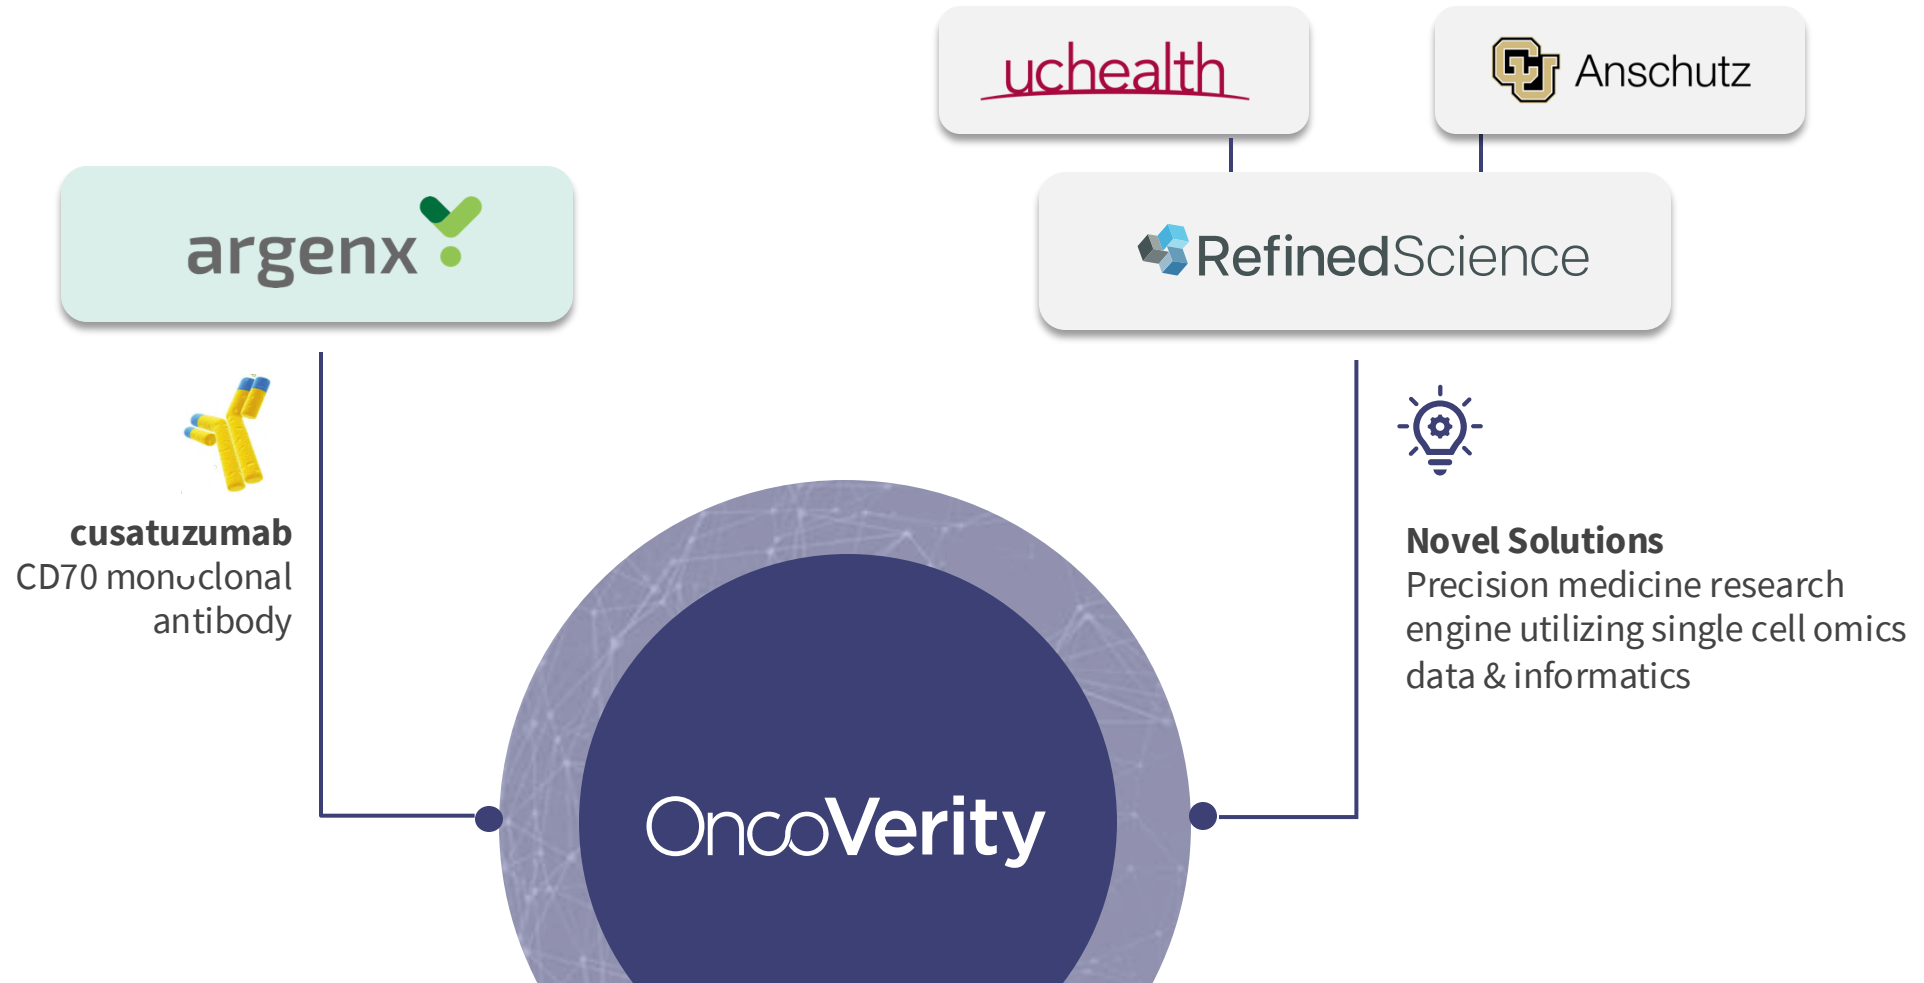 uchealth
CU Anschutz
argenx
RefinedScience
cusatuzumab
CD70 monoclonal
antibody
Novel Solutions
Precision medicine research
engine utilizing single cell omics
data & informatics
OncoVerity